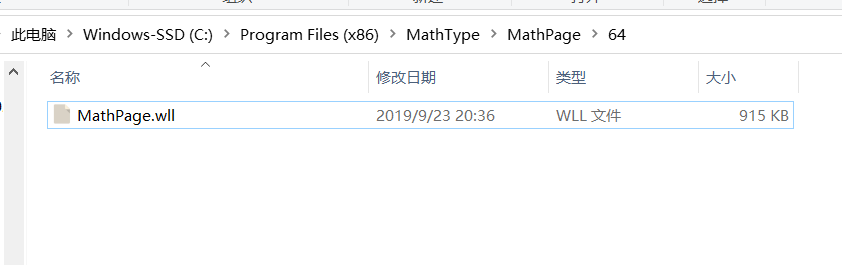 此电脑 > Windows-SSD (C:) > Program Files (x86) > MathType > MathPage > 64
名称 修改日期 类型 大小
MathPage.wll 2019/9/23 20:36 WLL 文件 915 KB